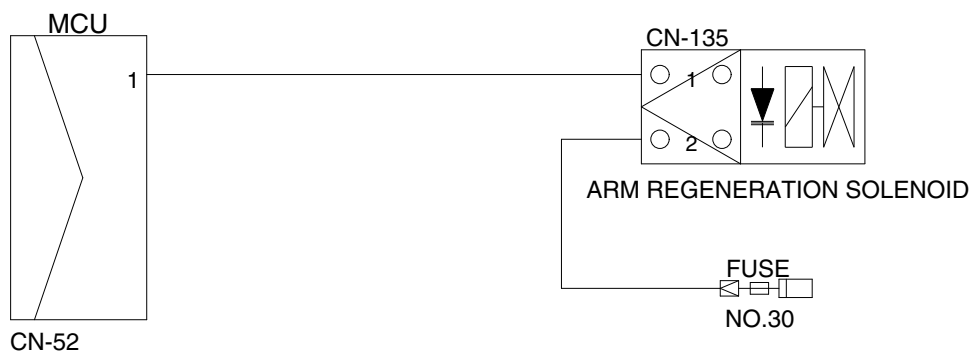 MCU
CN-135
1
1
2
ARM REGENERATION SOLENOID
FUSE
NO.30
CN-52